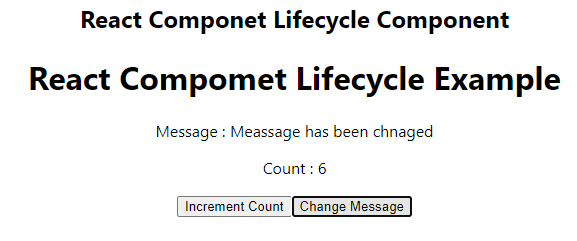 React Componet Lifecycle Component
React Compomet Lifecycle Example
Message : Meassage has been chnaged
Count : 6
Increment Count Change Message